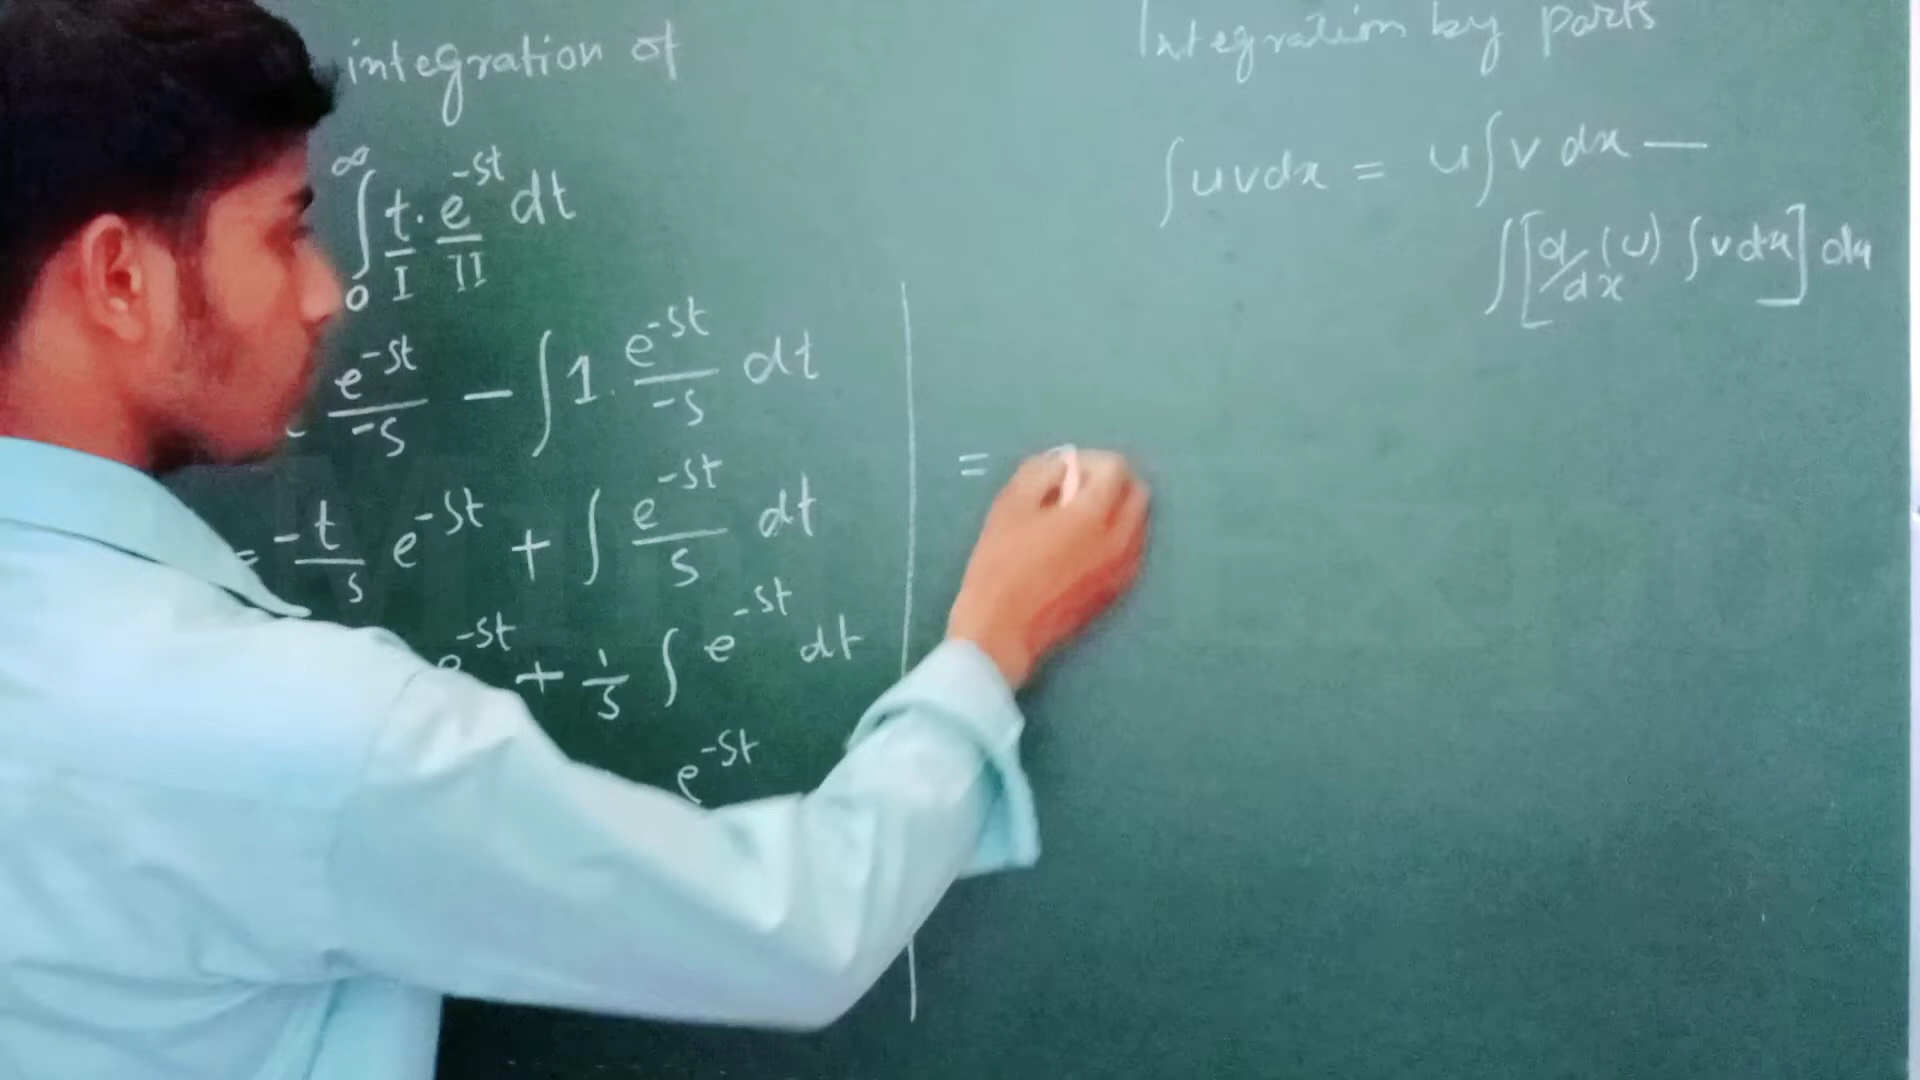 integration of
∫₀^∞ t · e^{-st} dt
I II
e^{-st}/-s - ∫ 1 · e^{-st}/-s dt
= -t/s e^{-st} + ∫ e^{-st}/s dt
e^{-st} + 1/s ∫ e^{-st} dt
e^{-st}
Integration by parts
∫ u v dx = u ∫ v dx —
∫ [d/dx (u) ∫ v dx] dx
=